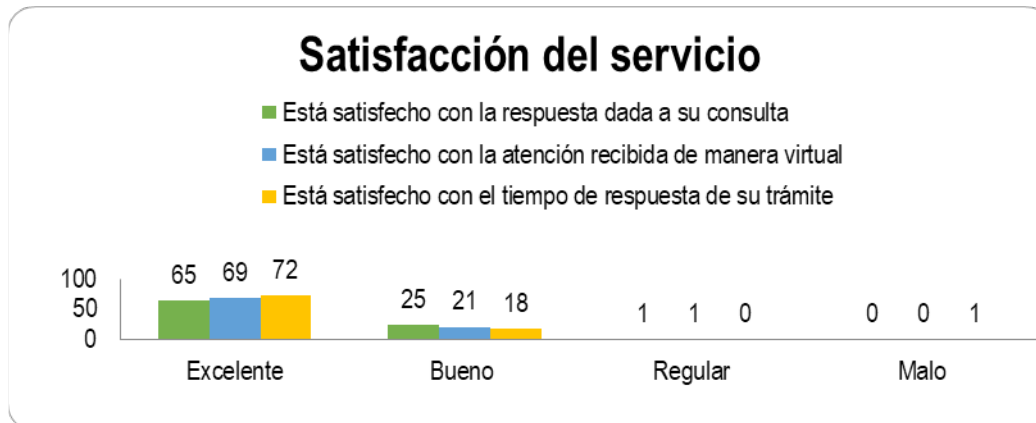 Satisfacción del servicio
Está satisfecho con la respuesta dada a su consulta
Está satisfecho con la atención recibida de manera virtual
Está satisfecho con el tiempo de respuesta de su trámite
100
50
0
65 69 72
25 21 18
1 1 0
0 0 1
Excelente Bueno Regular Malo